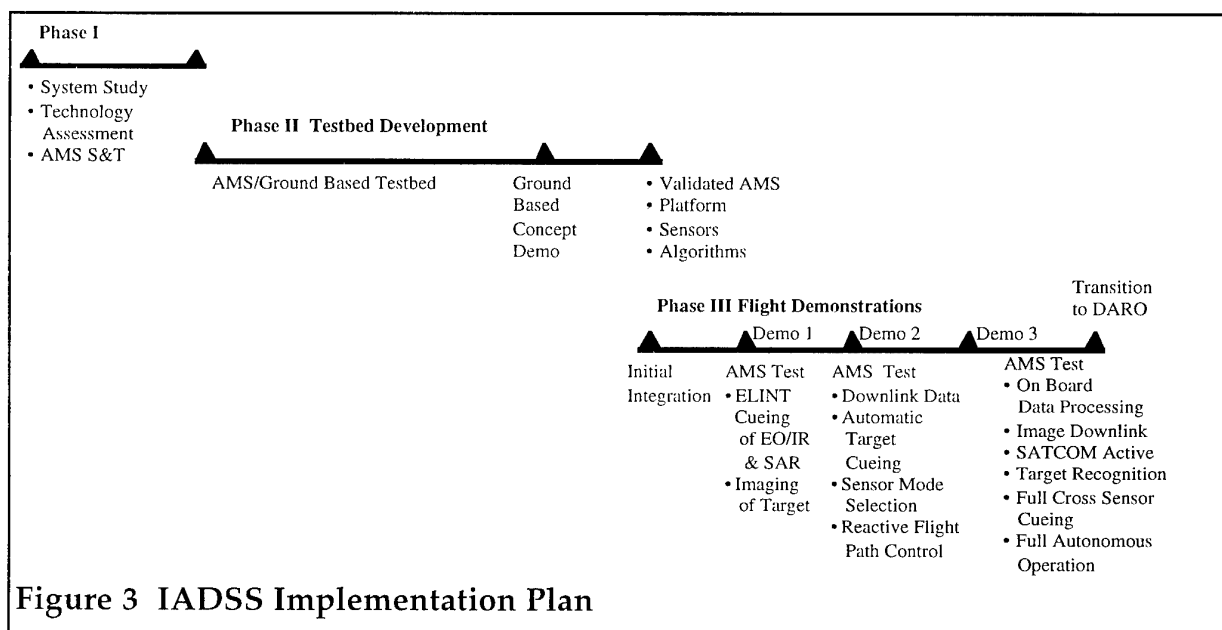 Phase I
• System Study
• Technology
Assessment
• AMS S&T
Phase II Testbed Development
AMS/Ground Based Testbed
Ground
Based
Concept
Demo
• Validated AMS
• Platform
• Sensors
• Algorithms
Transition
to DARO
Phase III Flight Demonstrations
Demo 1
Demo 2
Demo 3
Initial
Integration
AMS Test
• ELINT
Cueing
of EO/IR
& SAR
• Imaging
of Target
AMS Test
• Downlink Data
• Automatic
Target
Cueing
• Sensor Mode
Selection
• Reactive Flight
Path Control
AMS Test
• On Board
Data Processing
• Image Downlink
• SATCOM Active
• Target Recognition
• Full Cross Sensor
Cueing
• Full Autonomous
Operation
Figure 3 IADSS Implementation Plan